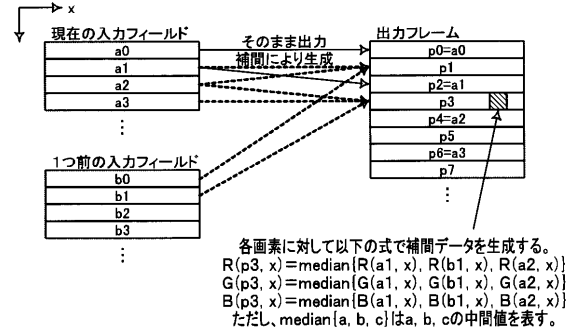 x
y
現在の入力フィールド
a0
a1
a2
a3
⋮
そのまま出力
補間により生成
出力フレーム
p0=a0
p1
p2=a1
p3
p4=a2
p5
p6=a3
p7
⋮
1つ前の入力フィールド
b0
b1
b2
b3
⋮
各画素に対して以下の式で補間データを生成する。
R(p3, x)=median{R(a1, x), R(b1, x), R(a2, x)}
G(p3, x)=median{G(a1, x), G(b1, x), G(a2, x)}
B(p3, x)=median{B(a1, x), B(b1, x), B(a2, x)}
ただし、median{a, b, c}はa, b, cの中間値を表す。